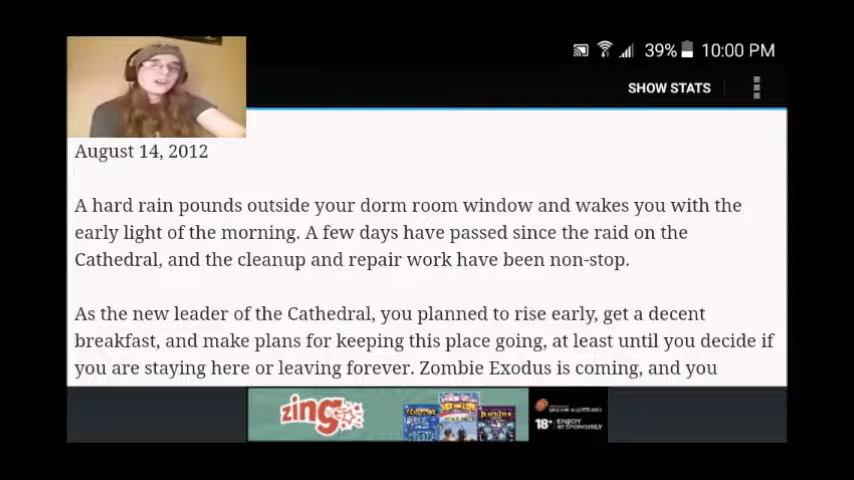 39% 10:00 PM
SHOW STATS
August 14, 2012
A hard rain pounds outside your dorm room window and wakes you with the
early light of the morning. A few days have passed since the raid on the
Cathedral, and the cleanup and repair work have been non-stop.
As the new leader of the Cathedral, you planned to rise early, get a decent
breakfast, and make plans for keeping this place going, at least until you decide if
you are staying here or leaving forever. Zombie Exodus is coming, and you
zing
18+ ENJOY
RESPONSIBLY